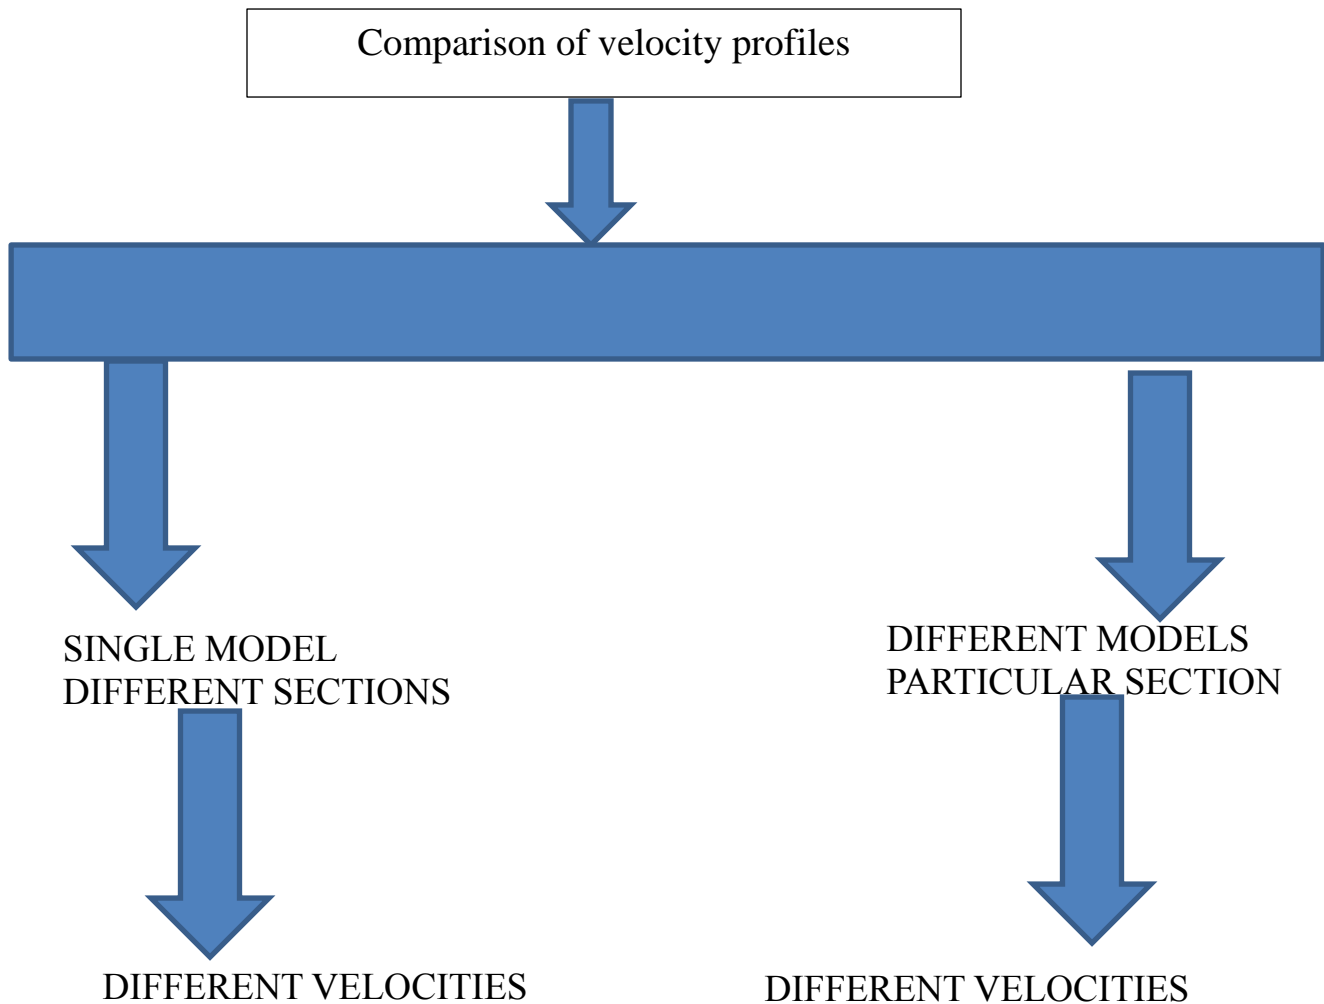 Comparison of velocity profiles
SINGLE MODEL
DIFFERENT SECTIONS
DIFFERENT MODELS
PARTICULAR SECTION
DIFFERENT VELOCITIES
DIFFERENT VELOCITIES